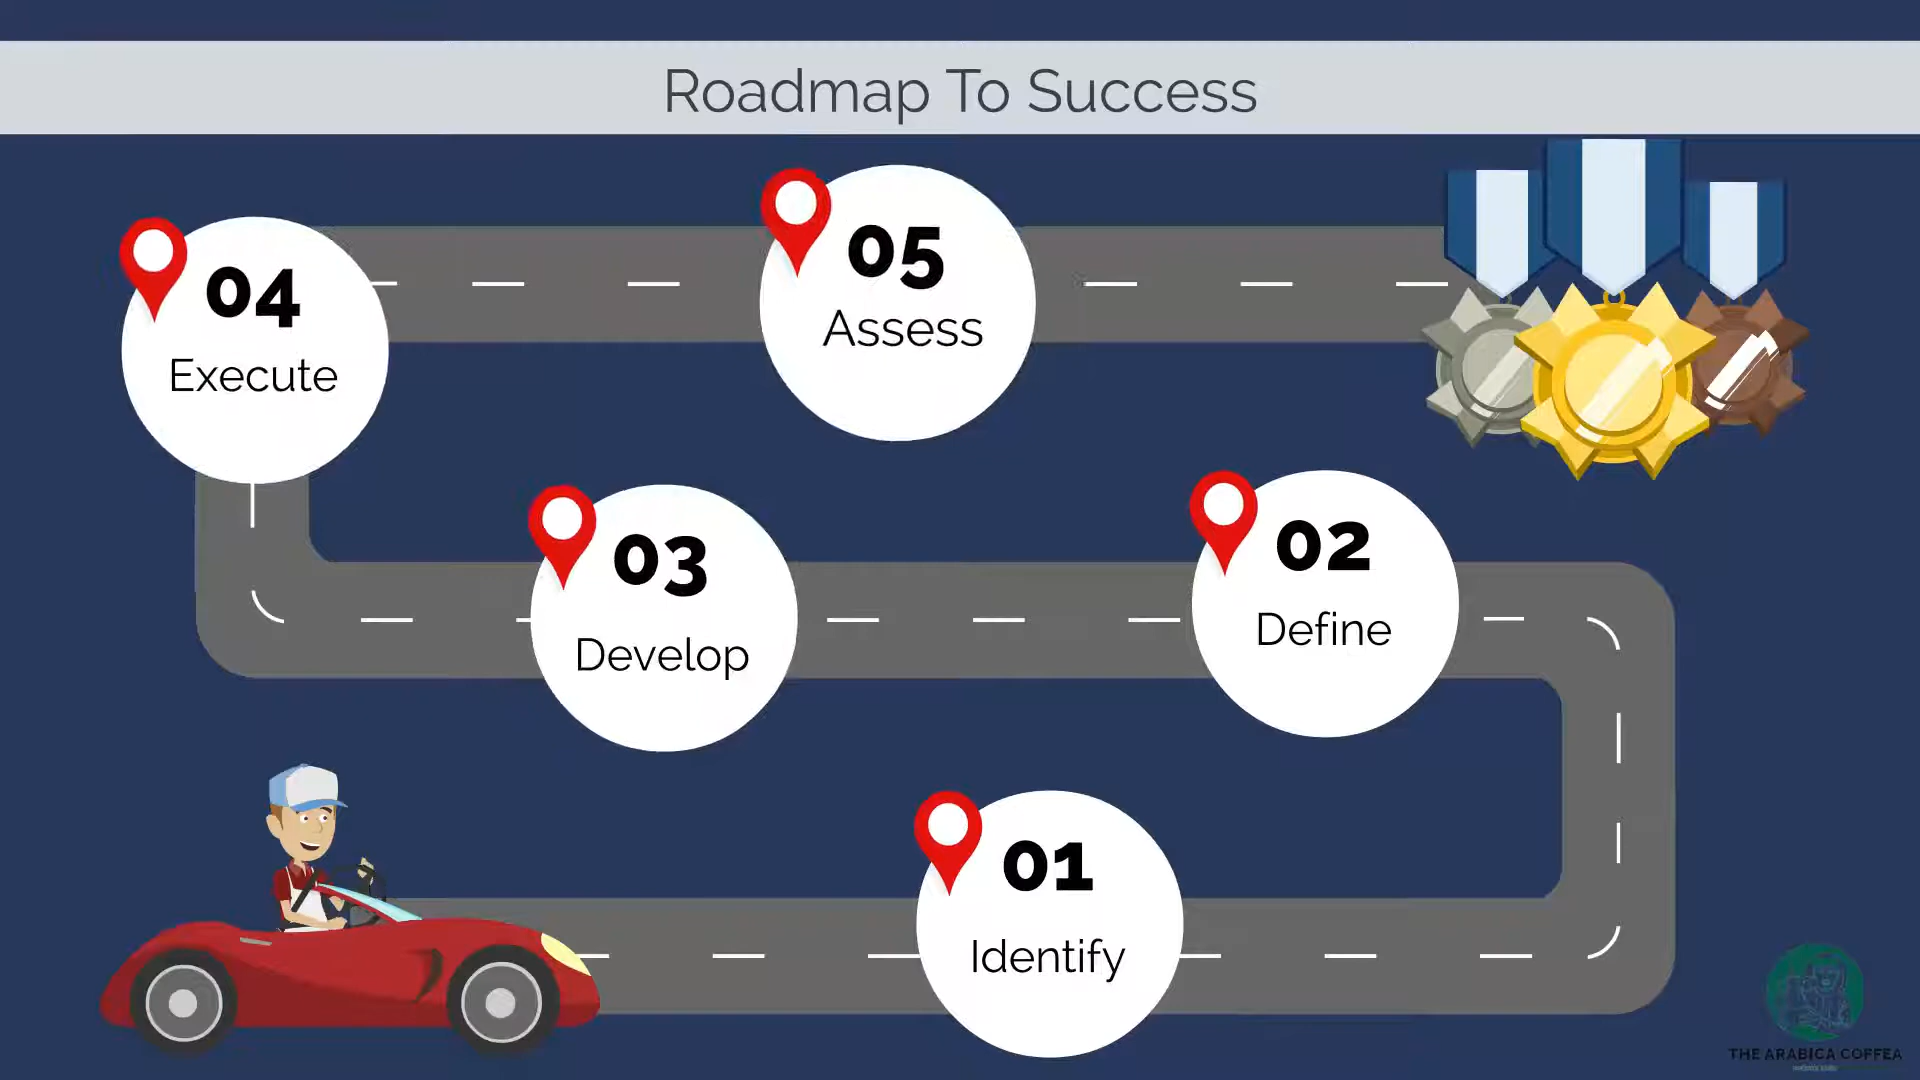 Roadmap To Success
04
Execute
05
Assess
03
Develop
02
Define
01
Identify
THE ARABICA COFFEA